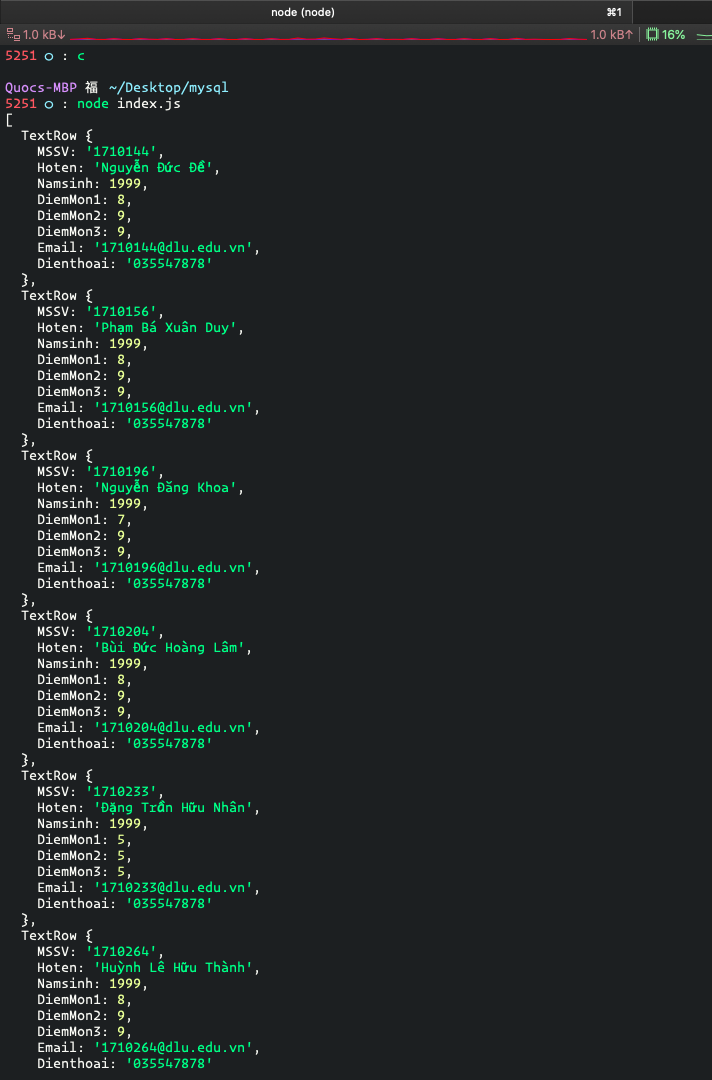 node (node) ⌘1
1.0 kB↓ 1.0 kB↑ 16%
5251 o : c
Quocs-MBP 福 ~/Desktop/mysql
5251 o : node index.js
[
TextRow {
MSSV: '1710144',
Hoten: 'Nguyễn Đức Đề',
Namsinh: 1999,
DiemMon1: 8,
DiemMon2: 9,
DiemMon3: 9,
Email: '1710144@dlu.edu.vn',
Dienthoai: '035547878'
},
TextRow {
MSSV: '1710156',
Hoten: 'Phạm Bá Xuân Duy',
Namsinh: 1999,
DiemMon1: 8,
DiemMon2: 9,
DiemMon3: 9,
Email: '1710156@dlu.edu.vn',
Dienthoai: '035547878'
},
TextRow {
MSSV: '1710196',
Hoten: 'Nguyễn Đăng Khoa',
Namsinh: 1999,
DiemMon1: 7,
DiemMon2: 9,
DiemMon3: 9,
Email: '1710196@dlu.edu.vn',
Dienthoai: '035547878'
},
TextRow {
MSSV: '1710204',
Hoten: 'Bùi Đức Hoàng Lâm',
Namsinh: 1999,
DiemMon1: 8,
DiemMon2: 9,
DiemMon3: 9,
Email: '1710204@dlu.edu.vn',
Dienthoai: '035547878'
},
TextRow {
MSSV: '1710233',
Hoten: 'Đặng Trần Hữu Nhân',
Namsinh: 1999,
DiemMon1: 5,
DiemMon2: 5,
DiemMon3: 5,
Email: '1710233@dlu.edu.vn',
Dienthoai: '035547878'
},
TextRow {
MSSV: '1710264',
Hoten: 'Huỳnh Lê Hữu Thành',
Namsinh: 1999,
DiemMon1: 8,
DiemMon2: 9,
DiemMon3: 9,
Email: '1710264@dlu.edu.vn',
Dienthoai: '035547878'